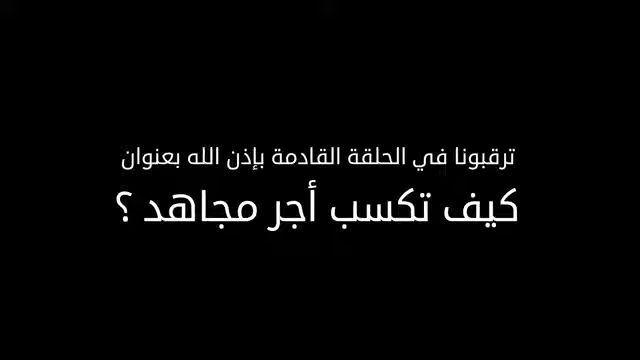 ترقبونا في الحلقة القادمة بإذن الله بعنوان
كيف تكسب أجر مجاهد ؟